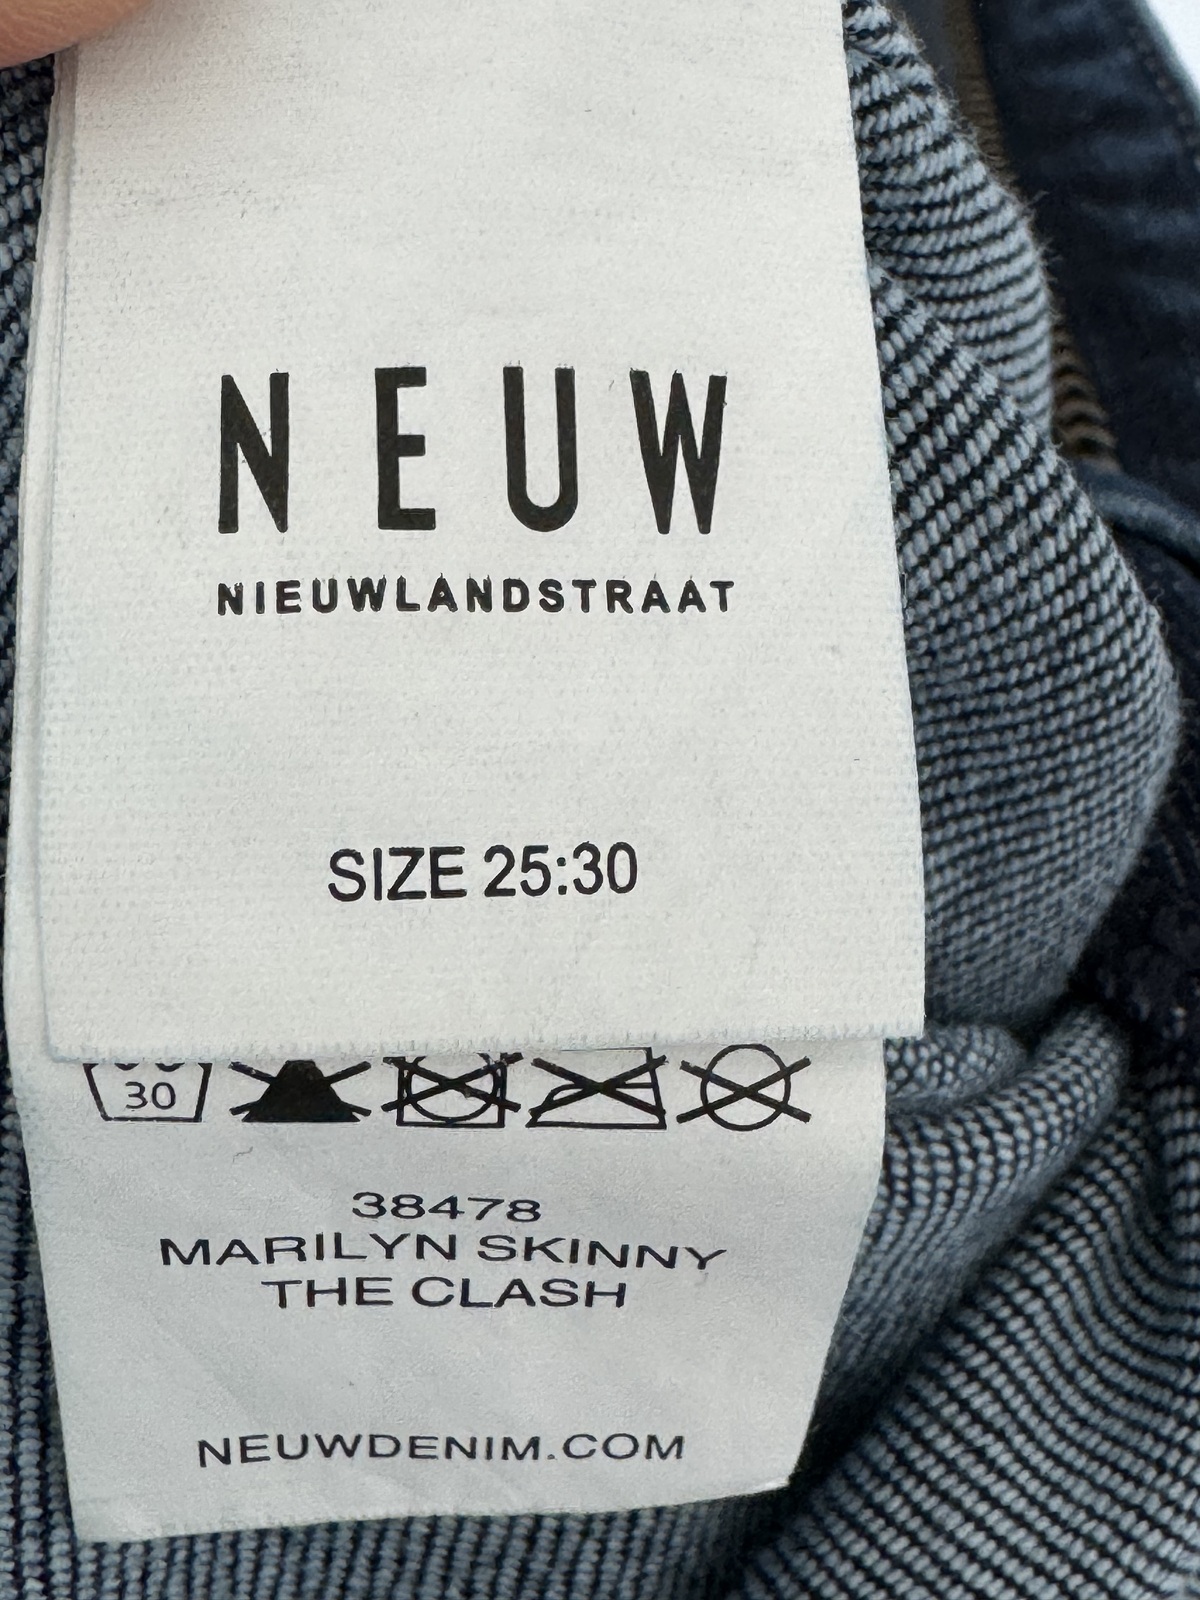 NEUW
NIEUWLANDSTRAAT
SIZE 25:30
30
38478
MARILYN SKINNY
THE CLASH
NEUWDENIM.COM